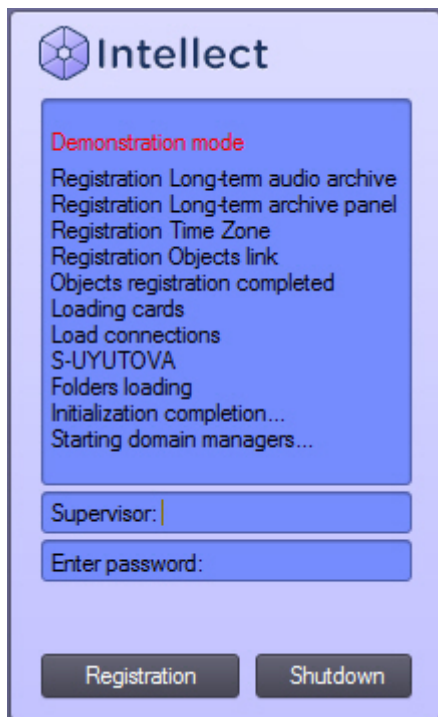 Intellect
Demonstration mode
Registration Long-term audio archive
Registration Long-term archive panel
Registration Time Zone
Registration Objects link
Objects registration completed
Loading cards
Load connections
S-UYUTOVA
Folders loading
Initialization completion...
Starting domain managers...
Supervisor:
Enter password:
Registration
Shutdown